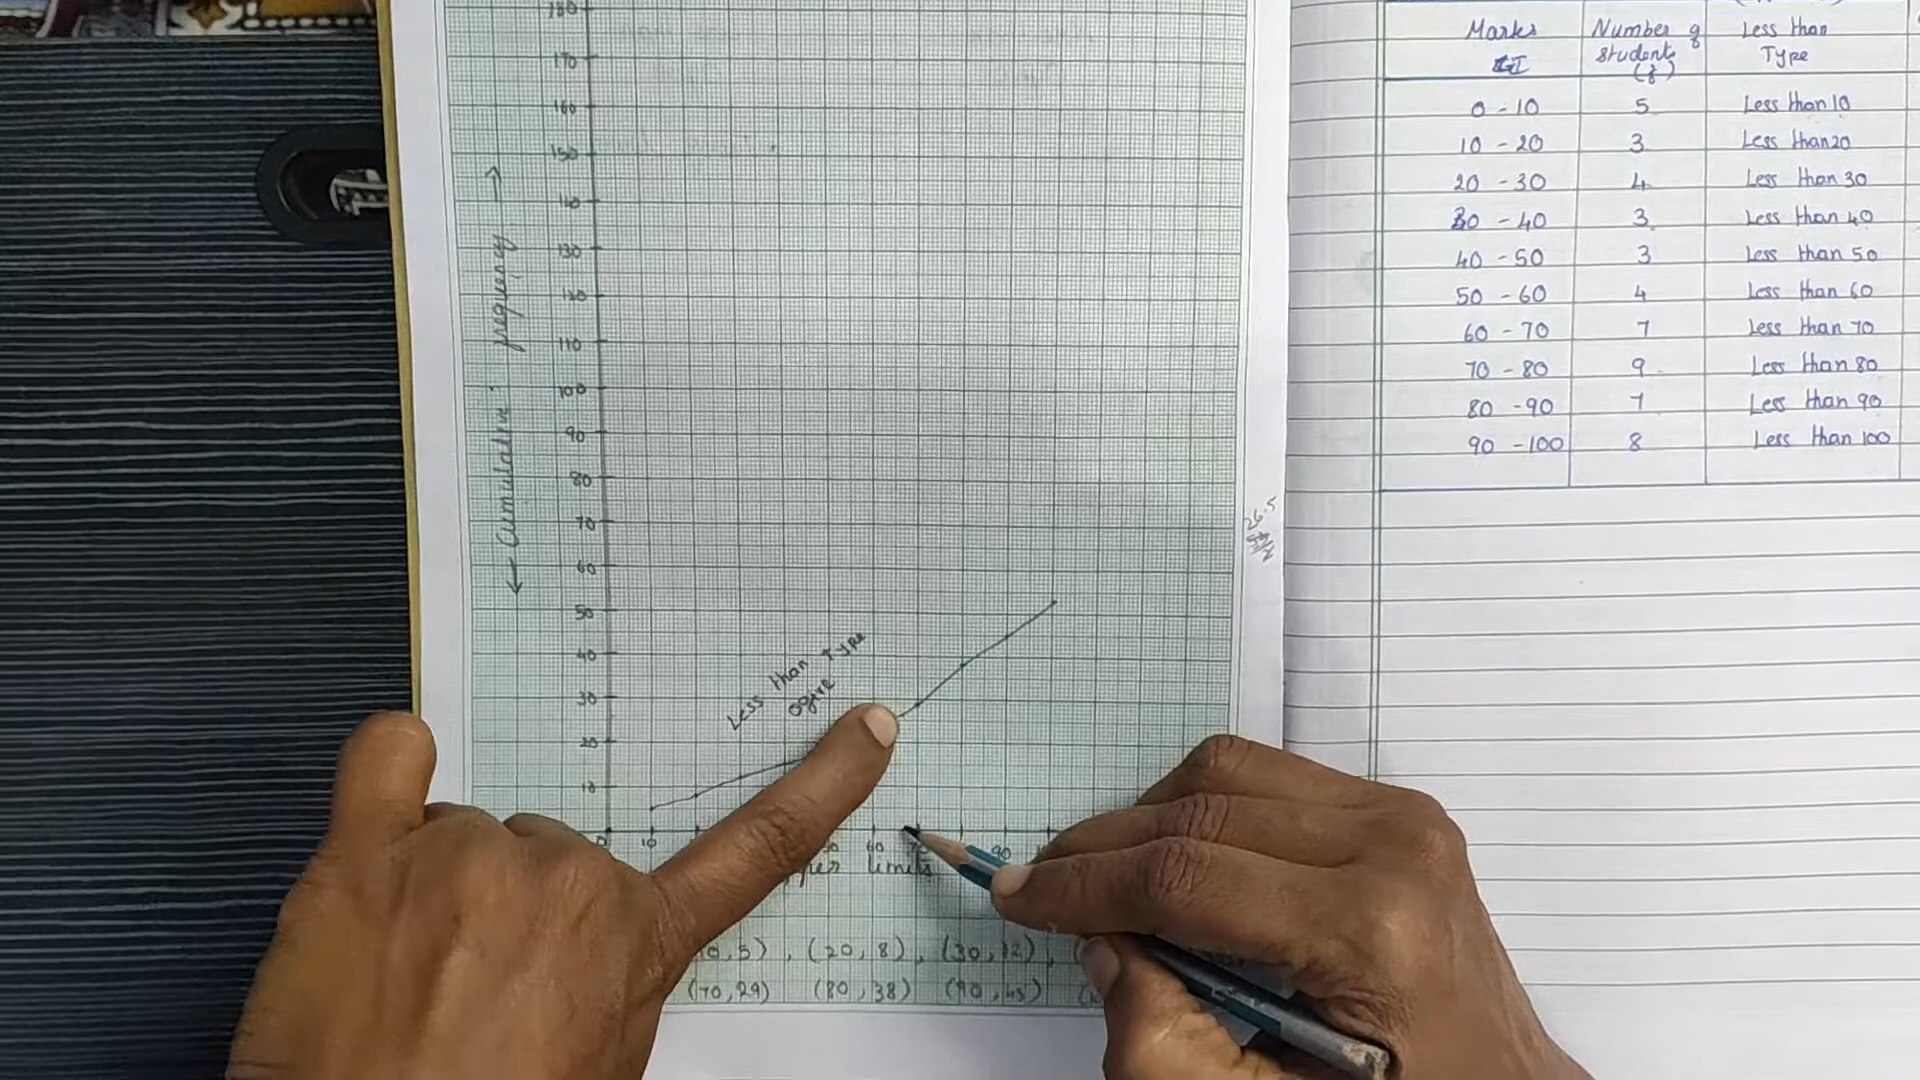 180
170
160
150
140
130
120
110
100
90
80
70
60
50
40
30
20
10
← Cumulative frequency →
Less than Type
ogive
0 10 60 70 90
limits
(20,8), (30,12),
(70,29) (80,38) (90,45)
26.5
Marks Number of Less than
CI students Type
(f)
0 - 10 5 Less than 10
10 - 20 3 Less than 20
20 - 30 4 Less than 30
30 - 40 3 Less than 40
40 - 50 3 Less than 50
50 - 60 4 Less than 60
60 - 70 7 Less than 70
70 - 80 9 Less than 80
80 - 90 7 Less than 90
90 - 100 8 Less than 100